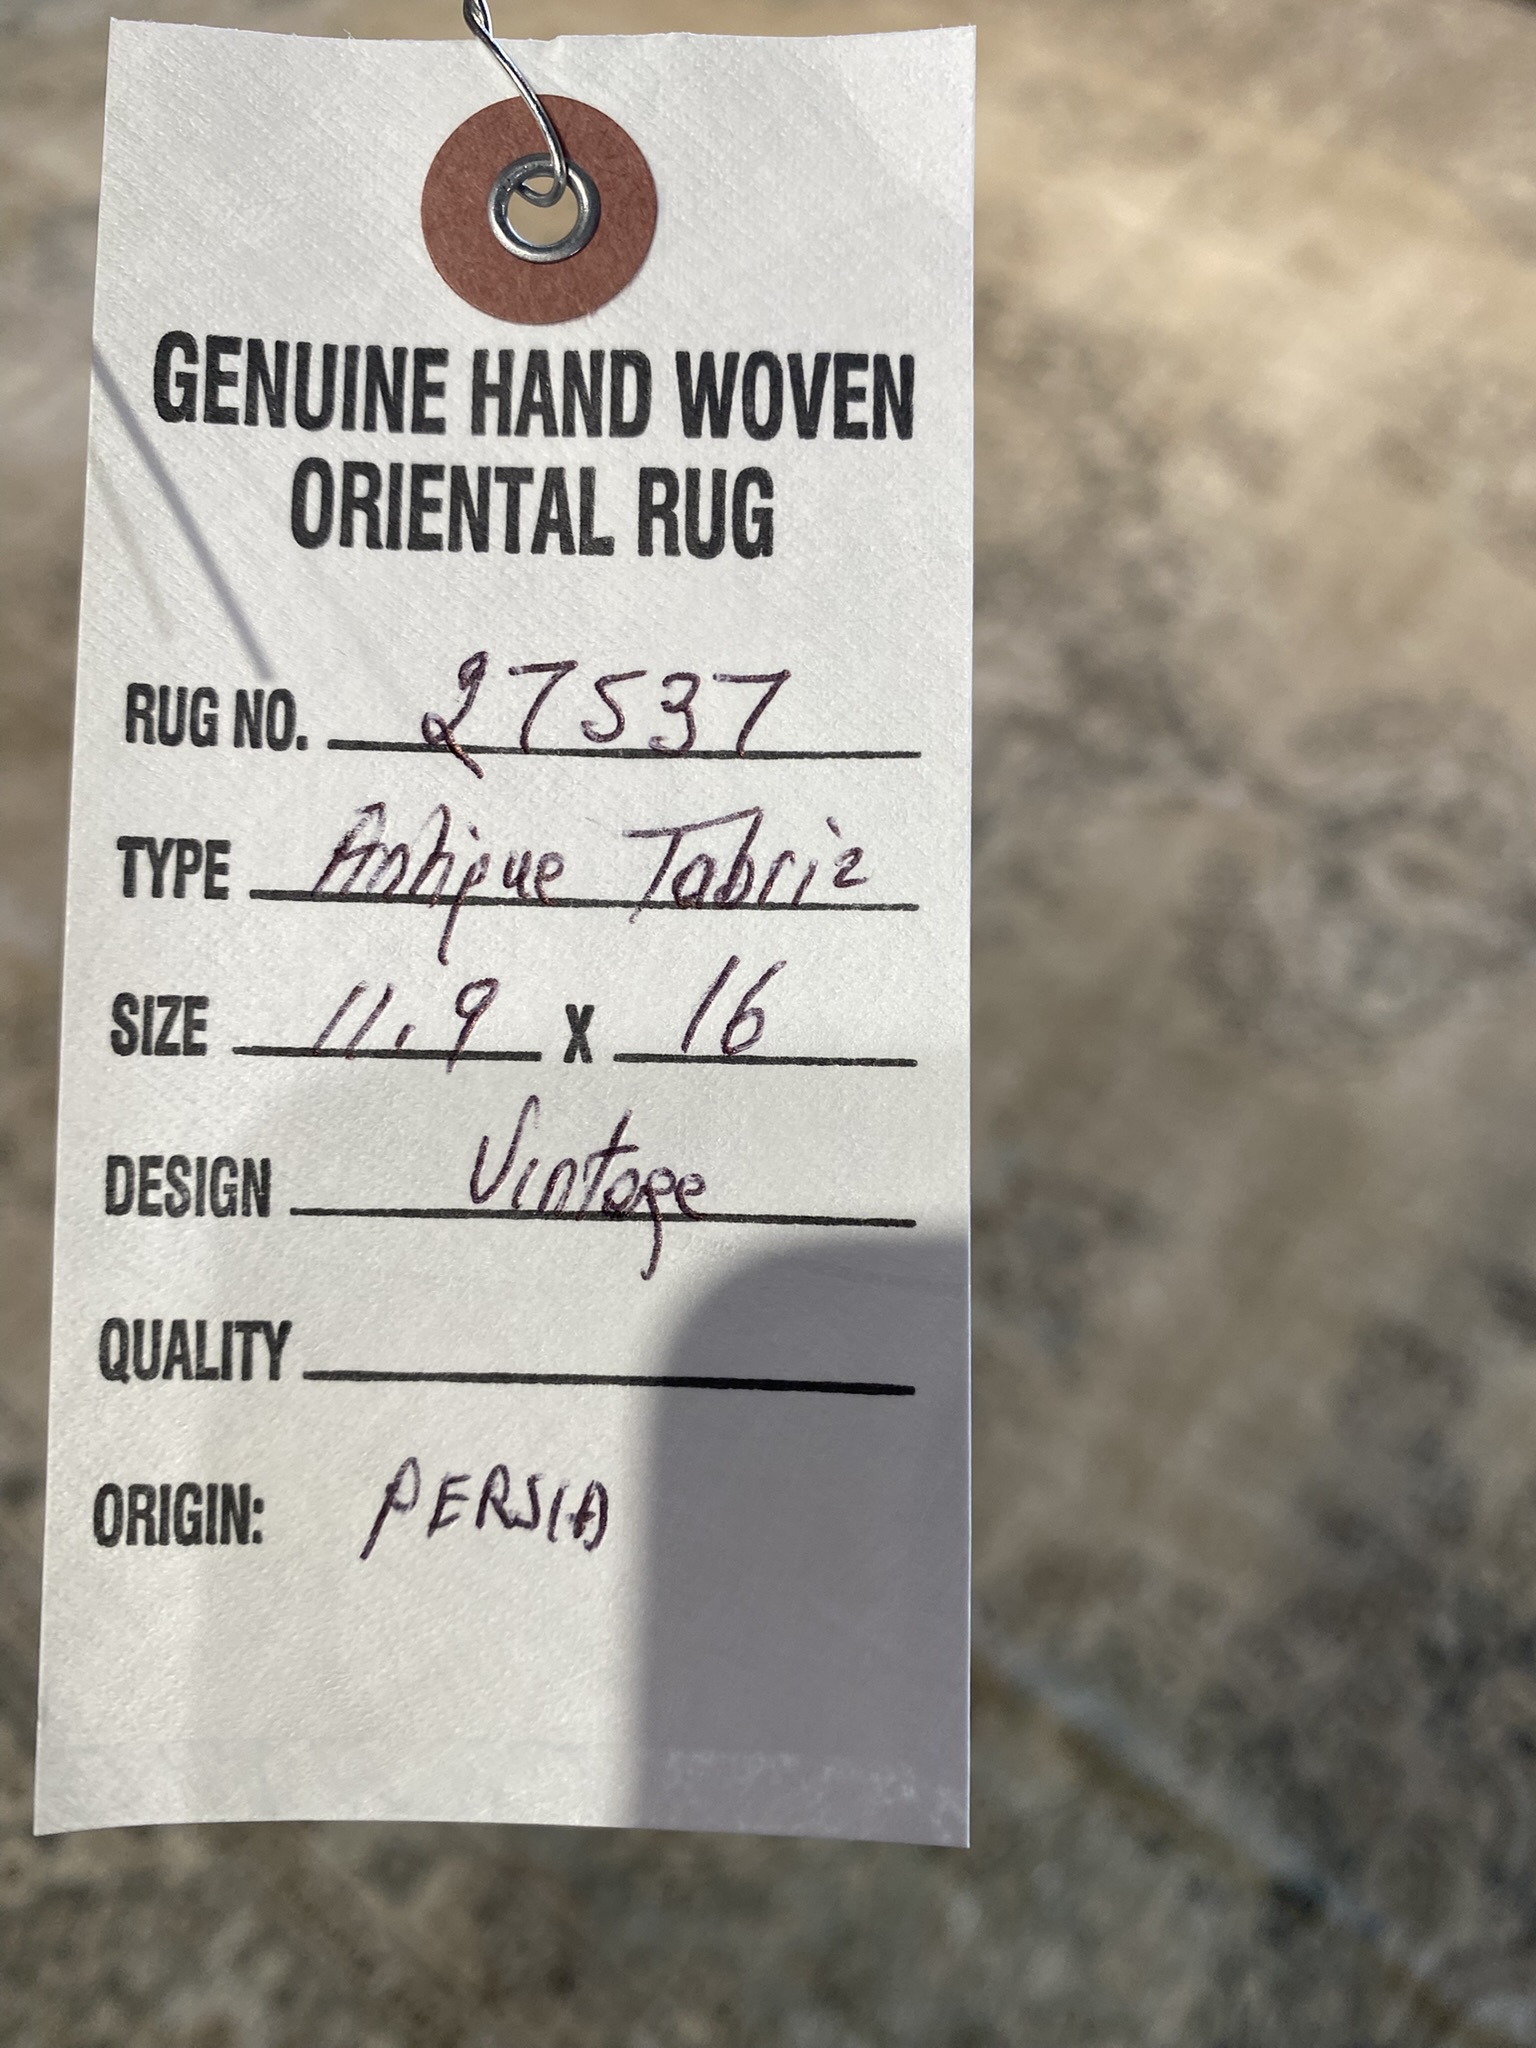 GENUINE HAND WOVEN
ORIENTAL RUG
RUG NO. 27537
TYPE Antique Tabriz
SIZE 11.9 X 16
DESIGN Vintage
QUALITY
ORIGIN: PERSIA